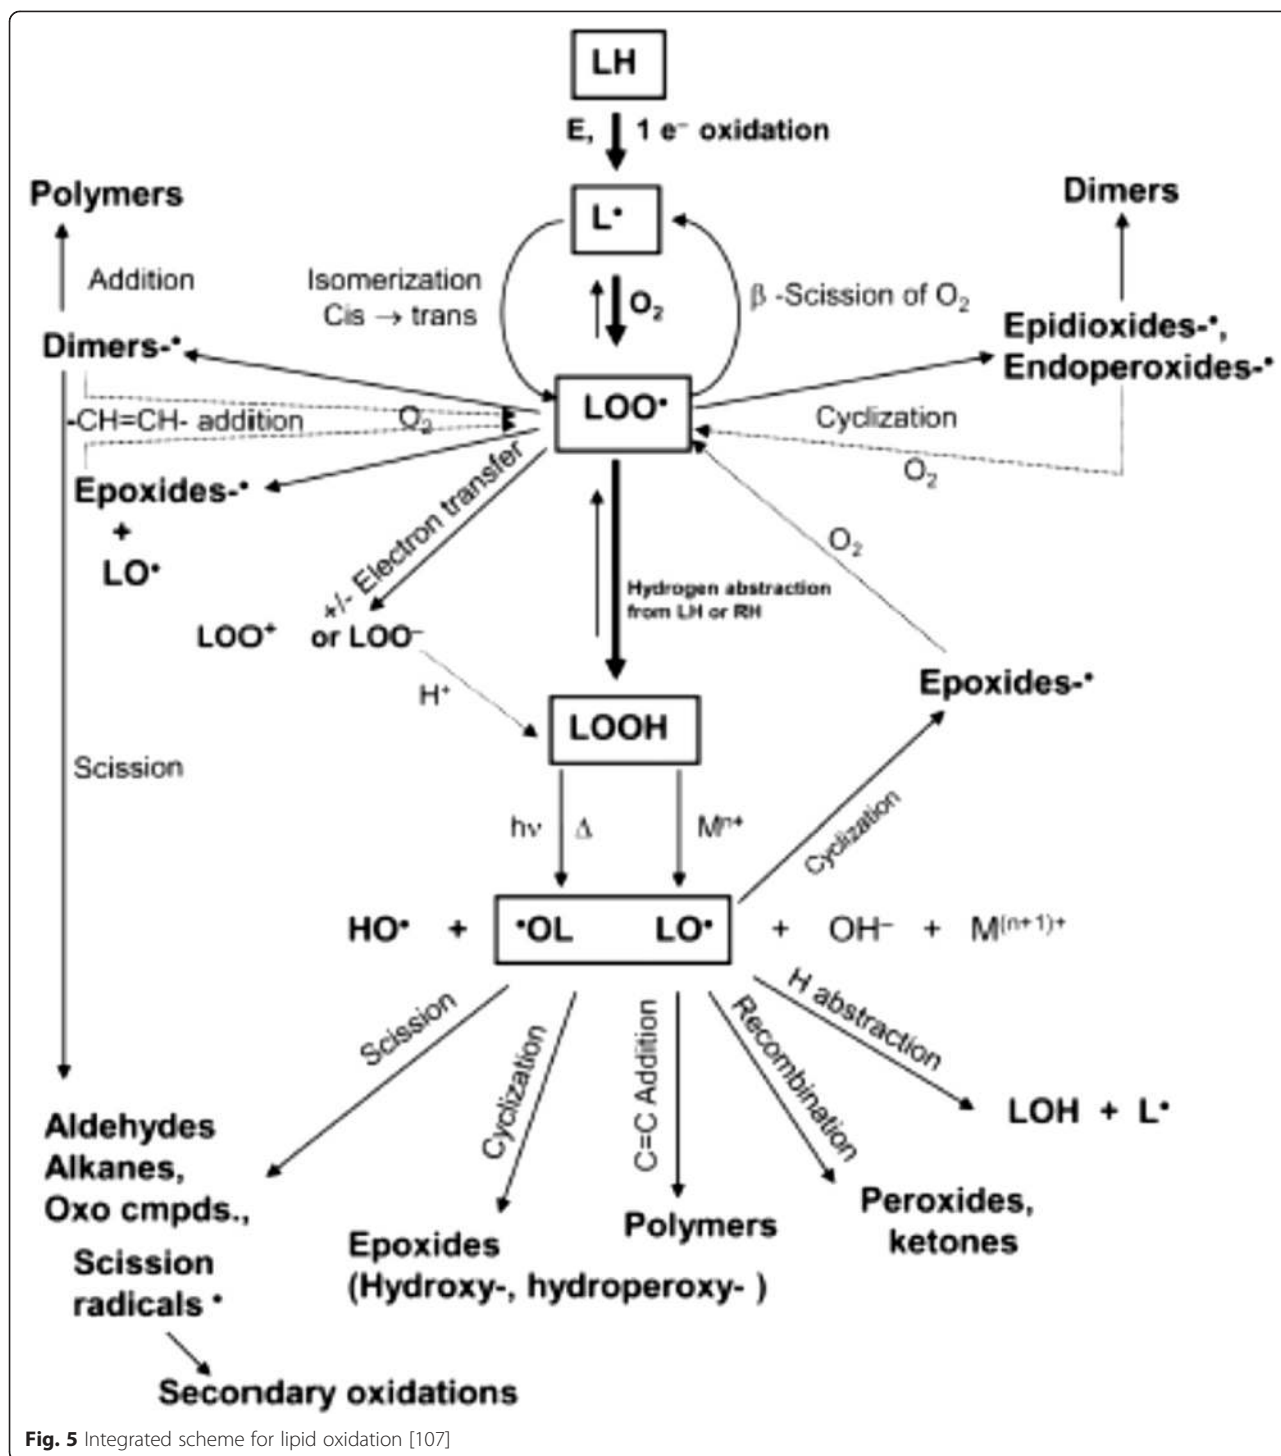 LH
E, 1 e⁻ oxidation
Polymers
Dimers
L•
Addition
Isomerization
Cis → trans
O₂
β -Scission of O₂
Dimers-•
Epidioxides-•,
Endoperoxides-•
LOO•
-CH=CH- addition
O₂
Cyclization
O₂
Epoxides-•
+
LO•
+/- Electron transfer
O₂
Hydrogen abstraction
from LH or RH
LOO⁺ or LOO⁻
H⁺
Epoxides-•
LOOH
Scission
hν Δ
Mⁿ⁺
Cyclization
HO• + •OL LO• + OH⁻ + M⁽ⁿ⁺¹⁾⁺
Scission
Cyclization
C=C Addition
Recombination
H abstraction
LOH + L•
Aldehydes
Alkanes,
Oxo cmpds.,
Scission
radicals •
Epoxides
(Hydroxy-, hydroperoxy- )
Polymers
Peroxides,
ketones
Secondary oxidations
Fig. 5 Integrated scheme for lipid oxidation [107]